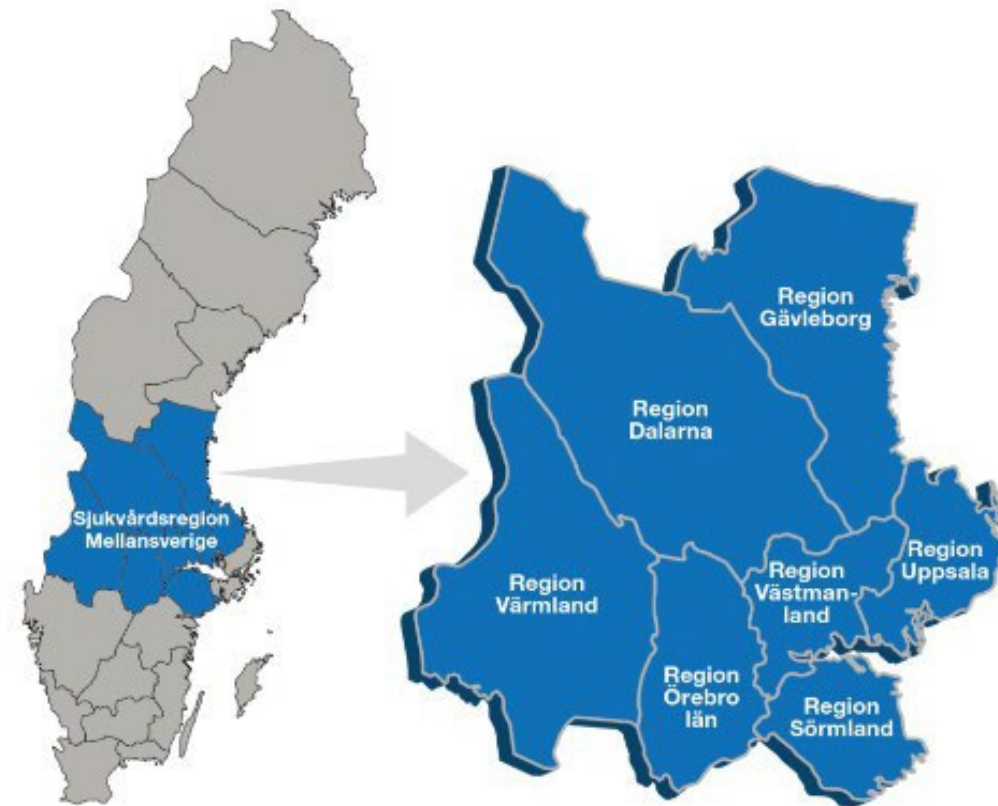 Sjukvårdsregion
Mellansverige
Region
Gävleborg
Region
Dalarna
Region
Uppsala
Region
Västman-
land
Region
Värmland
Region
Örebro
län
Region
Sörmland